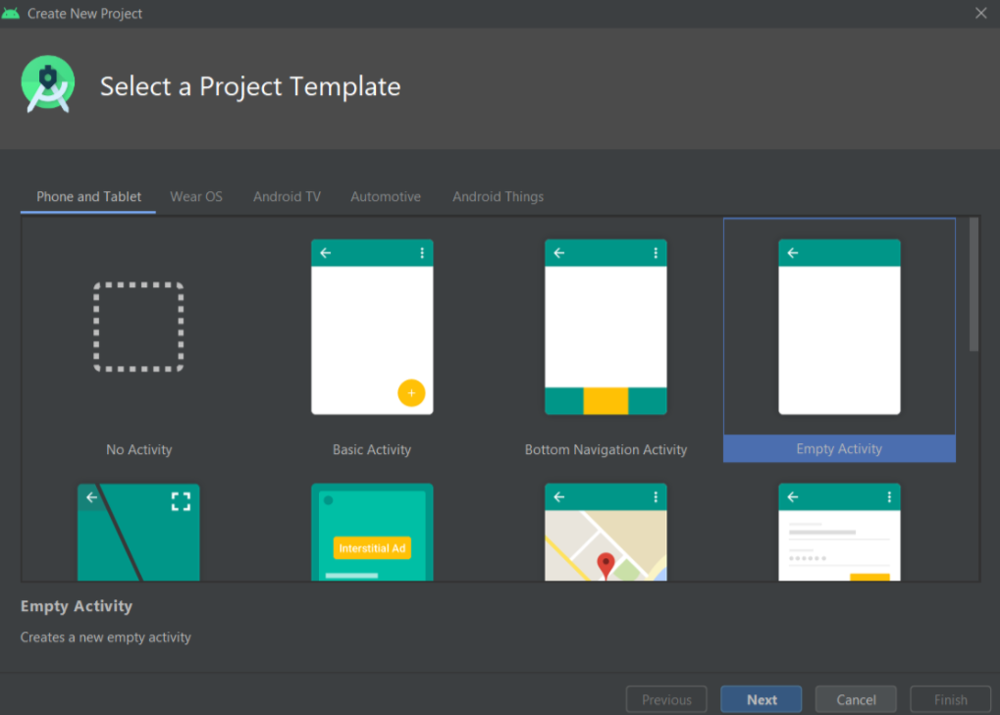 Create New Project
Select a Project Template
Phone and Tablet Wear OS Android TV Automotive Android Things
No Activity Basic Activity Bottom Navigation Activity Empty Activity
Interstitial Ad
Empty Activity
Creates a new empty activity
Previous Next Cancel Finish